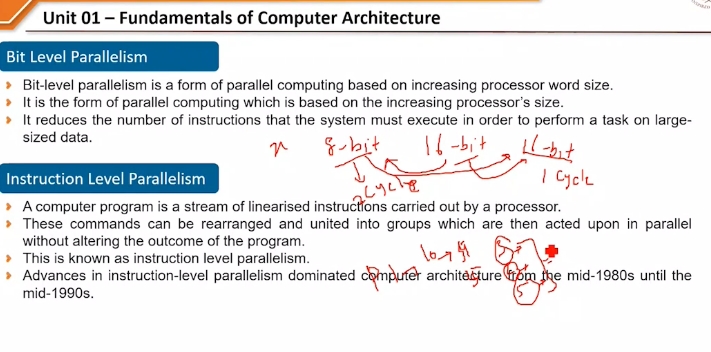 Unit 01 – Fundamentals of Computer Architecture
Bit Level Parallelism
Bit-level parallelism is a form of parallel computing based on increasing processor word size.
It is the form of parallel computing which is based on the increasing processor's size.
It reduces the number of instructions that the system must execute in order to perform a task on large-
sized data.
n 8-bit 16-bit 16-bit
2 cycle 1 cycle
Instruction Level Parallelism
A computer program is a stream of linearised instructions carried out by a processor.
These commands can be rearranged and united into groups which are then acted upon in parallel
without altering the outcome of the program.
This is known as instruction level parallelism.
Advances in instruction-level parallelism dominated computer architecture from the mid-1980s until the
mid-1990s.